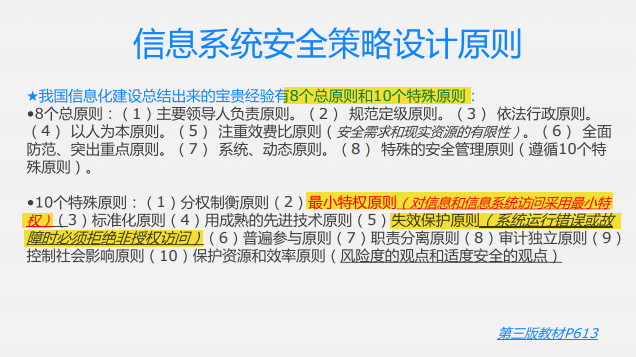 信息系统安全策略设计原则
★我国信息化建设总结出来的宝贵经验有8个总原则和10个特殊原则：
•8个总原则：（1）主要领导人负责原则。（2） 规范定级原则。（3） 依法行政原则。
（4） 以人为本原则。（5） 注重效费比原则（安全需求和现实资源的有限性）。（6） 全面
防范、突出重点原则。（7） 系统、动态原则。（8） 特殊的安全管理原则（遵循10个特
殊原则）。
•10个特殊原则：（1）分权制衡原则（2）最小特权原则（对信息和信息系统访问采用最小特
权）（3）标准化原则（4）用成熟的先进技术原则（5）失效保护原则（系统运行错误或故
障时必须拒绝非授权访问）（6）普遍参与原则（7）职责分离原则（8）审计独立原则（9）
控制社会影响原则（10）保护资源和效率原则（风险度的观点和适度安全的观点）
第三版教材P613